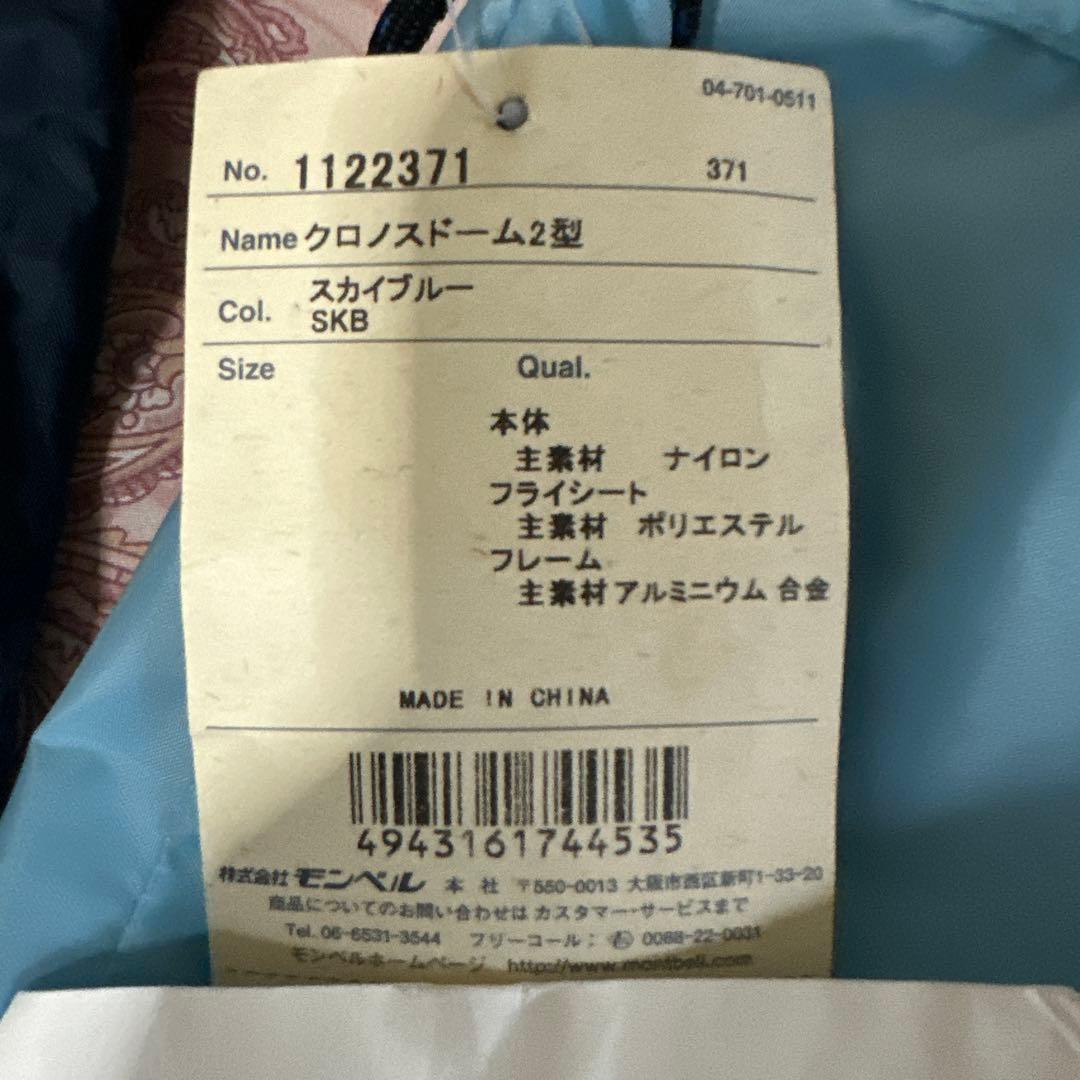 04-701-0511
No. 1122371 371
Name クロノスドーム2型
Col. スカイブルー
SKB
Size Qual.
本体
主素材 ナイロン
フライシート
主素材 ポリエステル
フレーム
主素材 アルミニウム 合金
MADE IN CHINA
4943161744535
株式会社 モンベル 本 社 〒550-0013 大阪市西区新町1-33-20
商品についてのお問い合わせは カスタマー・サービスまで
Tel. 06-6531-3544 フリーコール: 0088-22-0031
モンベルホームページ http://www.montbell.com